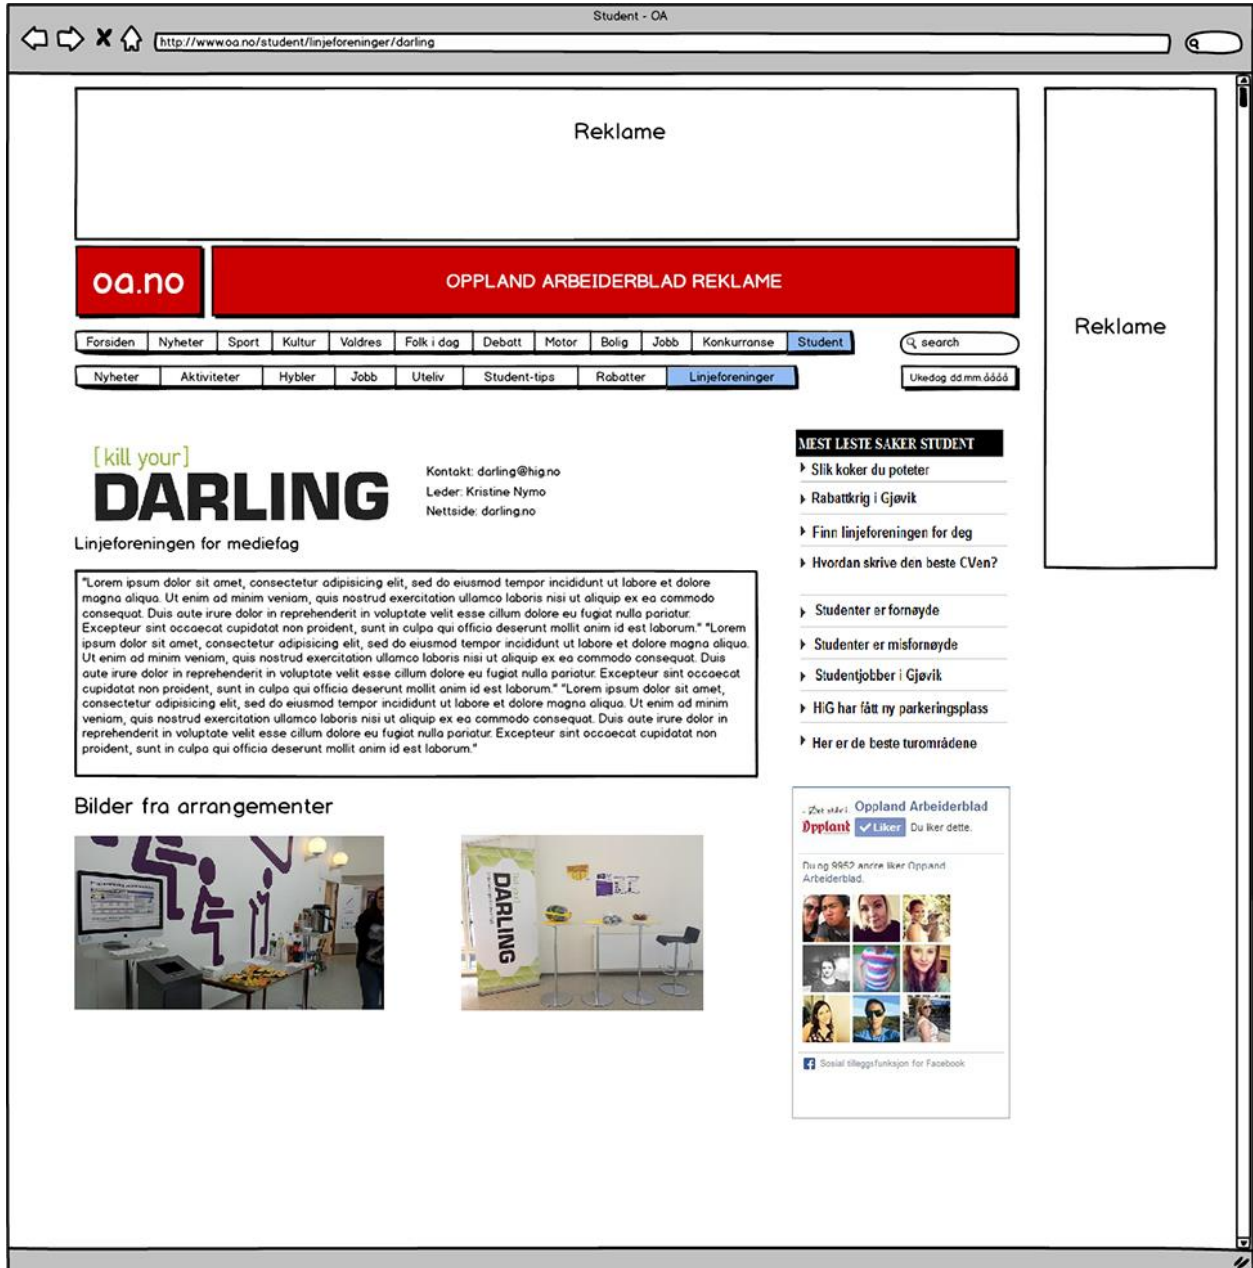 Student - OA
http://www.oa.no/student/linjeforeninger/darling
Reklame
Reklame
oa.no
OPPLAND ARBEIDERBLAD REKLAME
Forsiden Nyheter Sport Kultur Valdres Folk i dag Debatt Motor Bolig Jobb Konkurranse Student
search
Nyheter Aktiviteter Hybler Jobb Uteliv Student-tips Rabatter Linjeforeninger
Ukedag dd.mm.åååå
[kill your]
DARLING
Kontakt: darling@hig.no
Leder: Kristine Nymo
Nettside: darling.no
Linjeforeningen for mediefag
"Lorem ipsum dolor sit amet, consectetur adipisicing elit, sed do eiusmod tempor incididunt ut labore et dolore
magna aliqua. Ut enim ad minim veniam, quis nostrud exercitation ullamco laboris nisi ut aliquip ex ea commodo
consequat. Duis aute irure dolor in reprehenderit in voluptate velit esse cillum dolore eu fugiat nulla pariatur.
Excepteur sint occaecat cupidatat non proident, sunt in culpa qui officia deserunt mollit anim id est laborum." "Lorem
ipsum dolor sit amet, consectetur adipisicing elit, sed do eiusmod tempor incididunt ut labore et dolore magna aliqua.
Ut enim ad minim veniam, quis nostrud exercitation ullamco laboris nisi ut aliquip ex ea commodo consequat. Duis
aute irure dolor in reprehenderit in voluptate velit esse cillum dolore eu fugiat nulla pariatur. Excepteur sint occaecat
cupidatat non proident, sunt in culpa qui officia deserunt mollit anim id est laborum." "Lorem ipsum dolor sit amet,
consectetur adipisicing elit, sed do eiusmod tempor incididunt ut labore et dolore magna aliqua. Ut enim ad minim
veniam, quis nostrud exercitation ullamco laboris nisi ut aliquip ex ea commodo consequat. Duis aute irure dolor in
reprehenderit in voluptate velit esse cillum dolore eu fugiat nulla pariatur. Excepteur sint occaecat cupidatat non
proident, sunt in culpa qui officia deserunt mollit anim id est laborum."
Bilder fra arrangementer
DARLING
MEST LESTE SAKER STUDENT
Slik koker du poteter
Rabattkrig i Gjøvik
Finn linjeforeningen for deg
Hvordan skrive den beste CVen?
Studenter er fornøyde
Studenter er misfornøyde
Studentjobber i Gjøvik
HiG har fått ny parkeringsplass
Her er de beste turområdene
Oppland Arbeiderblad
Oppland
Liker Du liker dette.
Du og 9952 andre liker Oppand
Arbeiderblad.
Sosial tilleggsfunksjon for Facebook